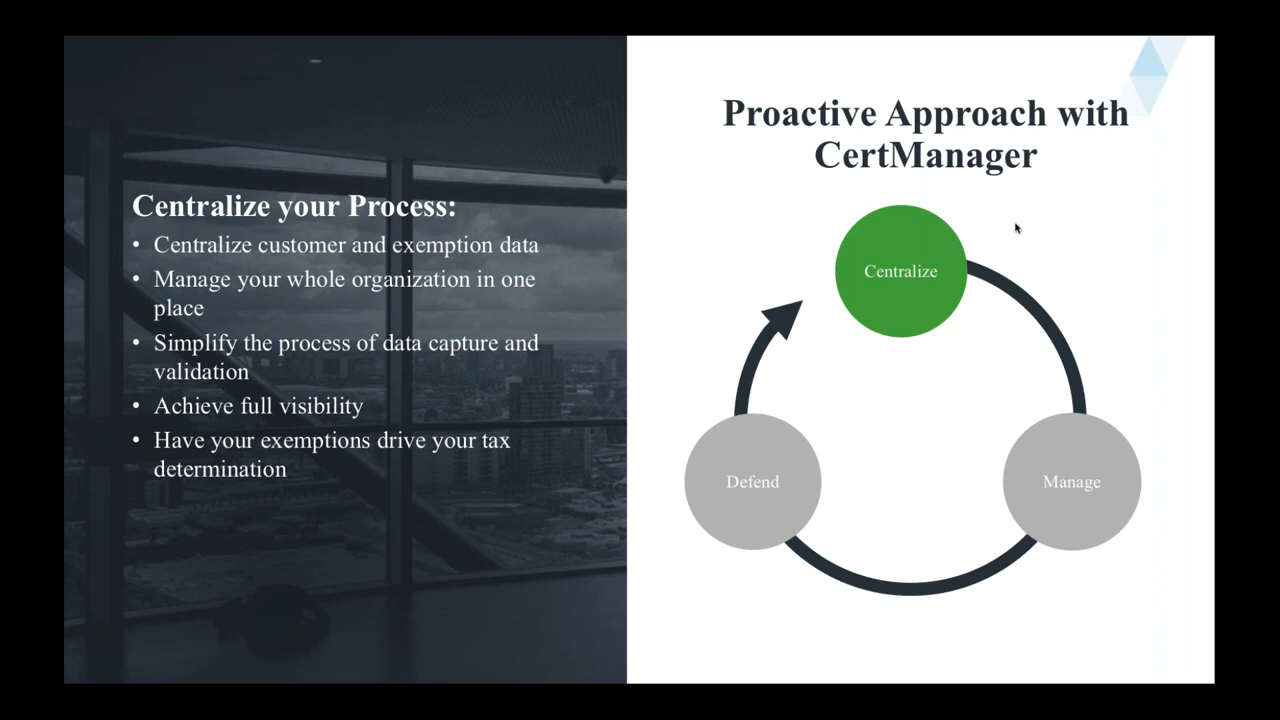 Centralize your Process:
• Centralize customer and exemption data
• Manage your whole organization in one
place
• Simplify the process of data capture and
validation
• Achieve full visibility
• Have your exemptions drive your tax
determination
Proactive Approach with
CertManager
Centralize
Defend
Manage